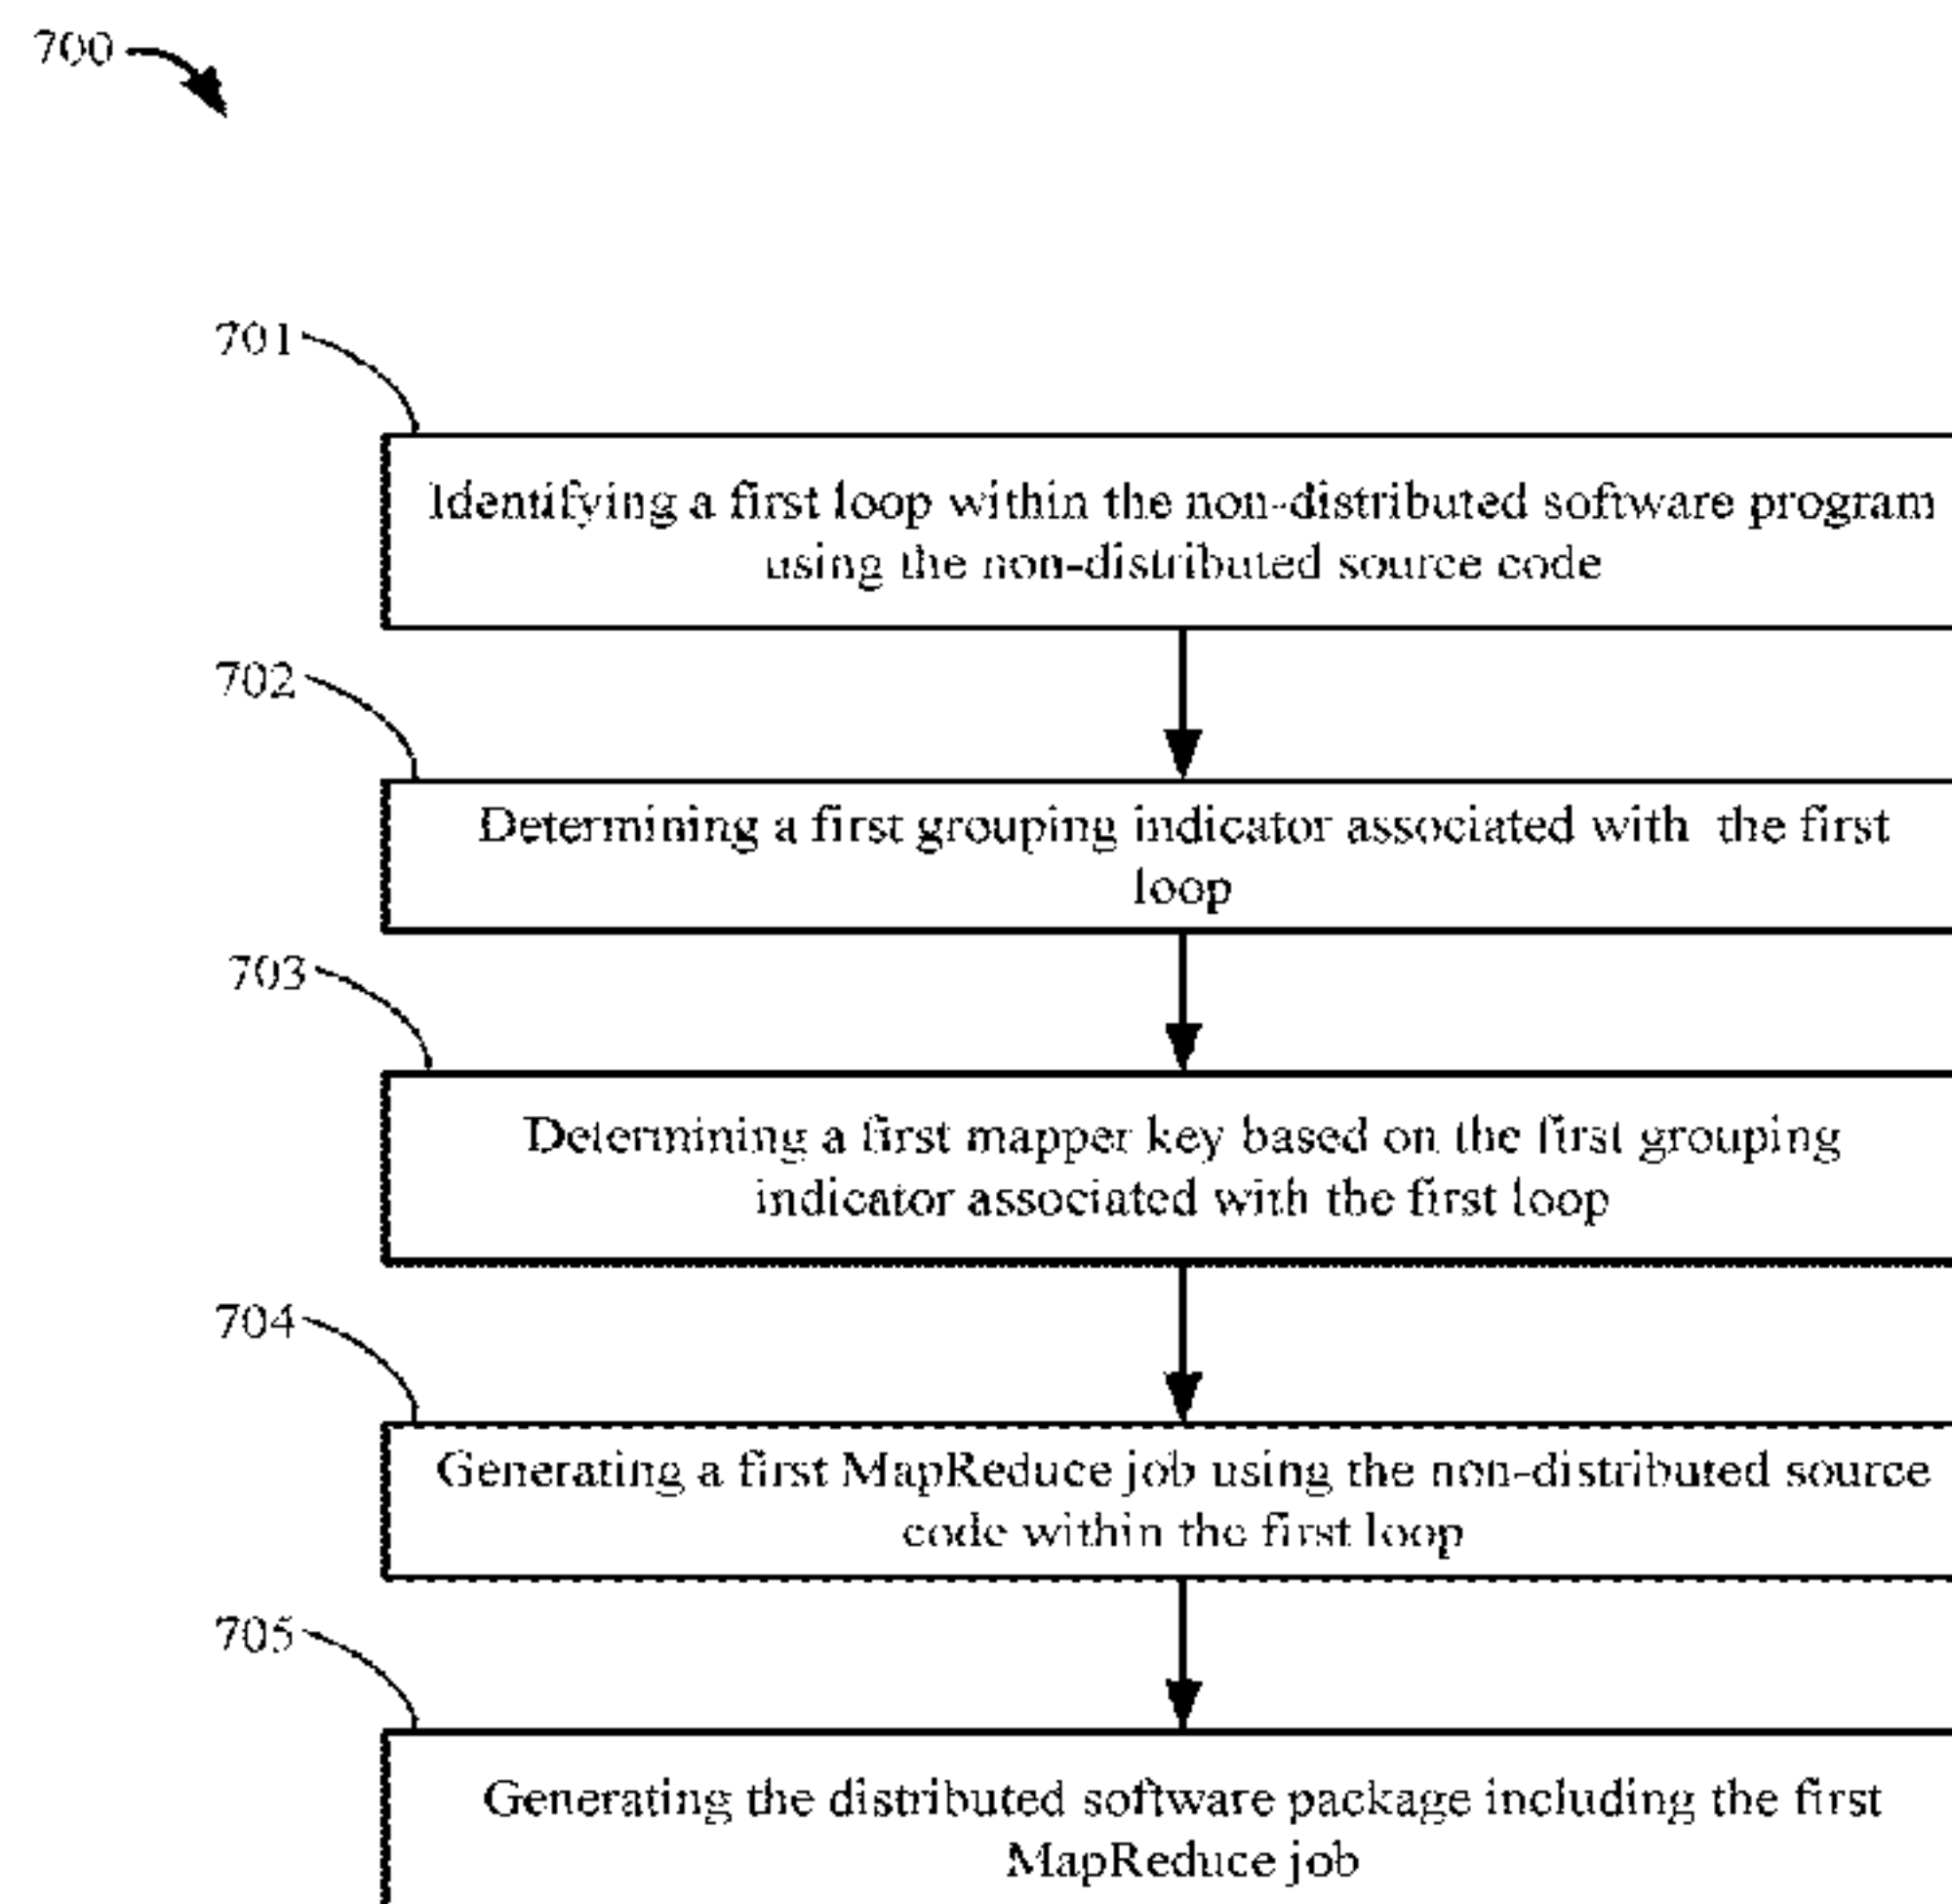 700
701
Identifying a first loop within the non-distributed software program
using the non-distributed source code
702
Determining a first grouping indicator associated with the first
loop
703
Determining a first mapper key based on the first grouping
indicator associated with the first loop
704
Generating a first MapReduce job using the non-distributed source
code within the first loop
705
Generating the distributed software package including the first
MapReduce job